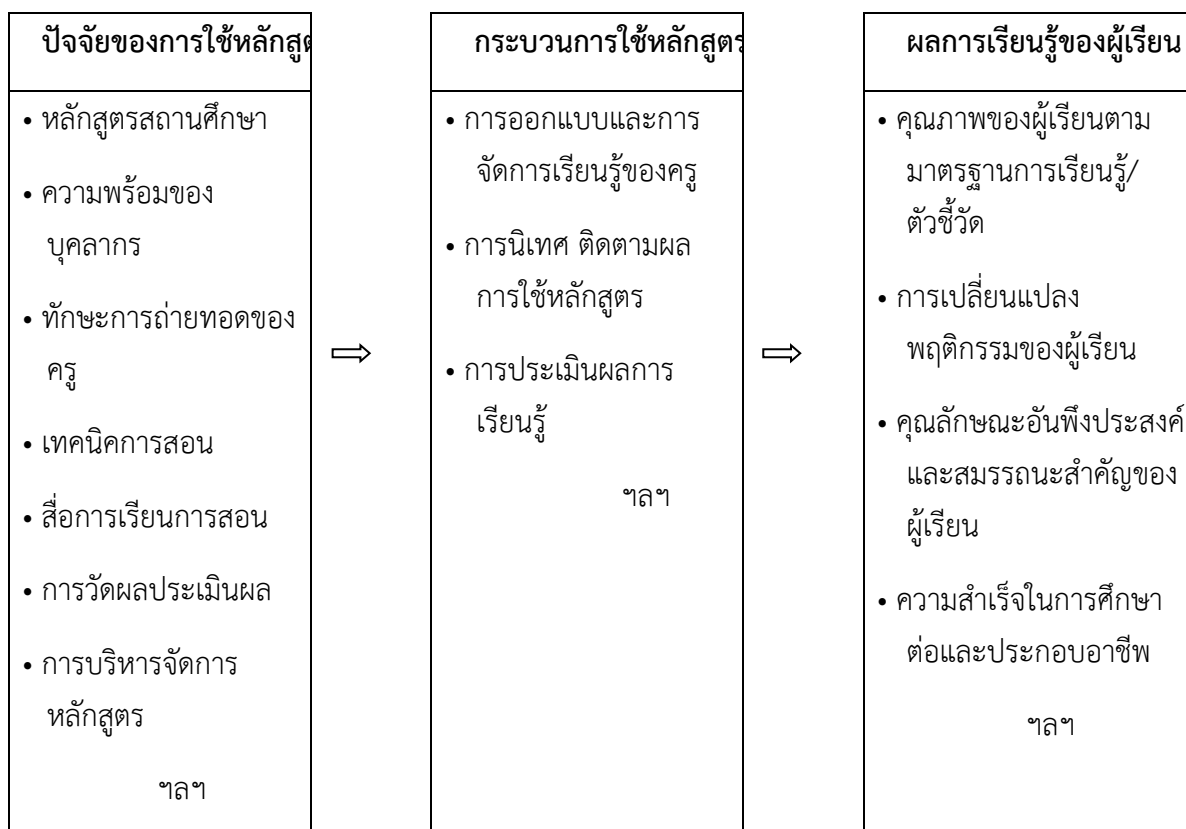 ปัจจัยของการใช้หลักสูต
• หลักสูตรสถานศึกษา
• ความพร้อมของ
บุคลากร
• ทักษะการถ่ายทอดของ
ครู
• เทคนิคการสอน
• สื่อการเรียนการสอน
• การวัดผลประเมินผล
• การบริหารจัดการ
หลักสูตร
ฯลฯ
⇨
กระบวนการใช้หลักสูตร
• การออกแบบและการ
จัดการเรียนรู้ของครู
• การนิเทศ ติดตามผล
การใช้หลักสูตร
• การประเมินผลการ
เรียนรู้
ฯลฯ
⇨
ผลการเรียนรู้ของผู้เรียน
• คุณภาพของผู้เรียนตาม
มาตรฐานการเรียนรู้/
ตัวชี้วัด
• การเปลี่ยนแปลง
พฤติกรรมของผู้เรียน
• คุณลักษณะอันพึงประสงค์
และสมรรถนะสำคัญของ
ผู้เรียน
• ความสำเร็จในการศึกษา
ต่อและประกอบอาชีพ
ฯลฯ